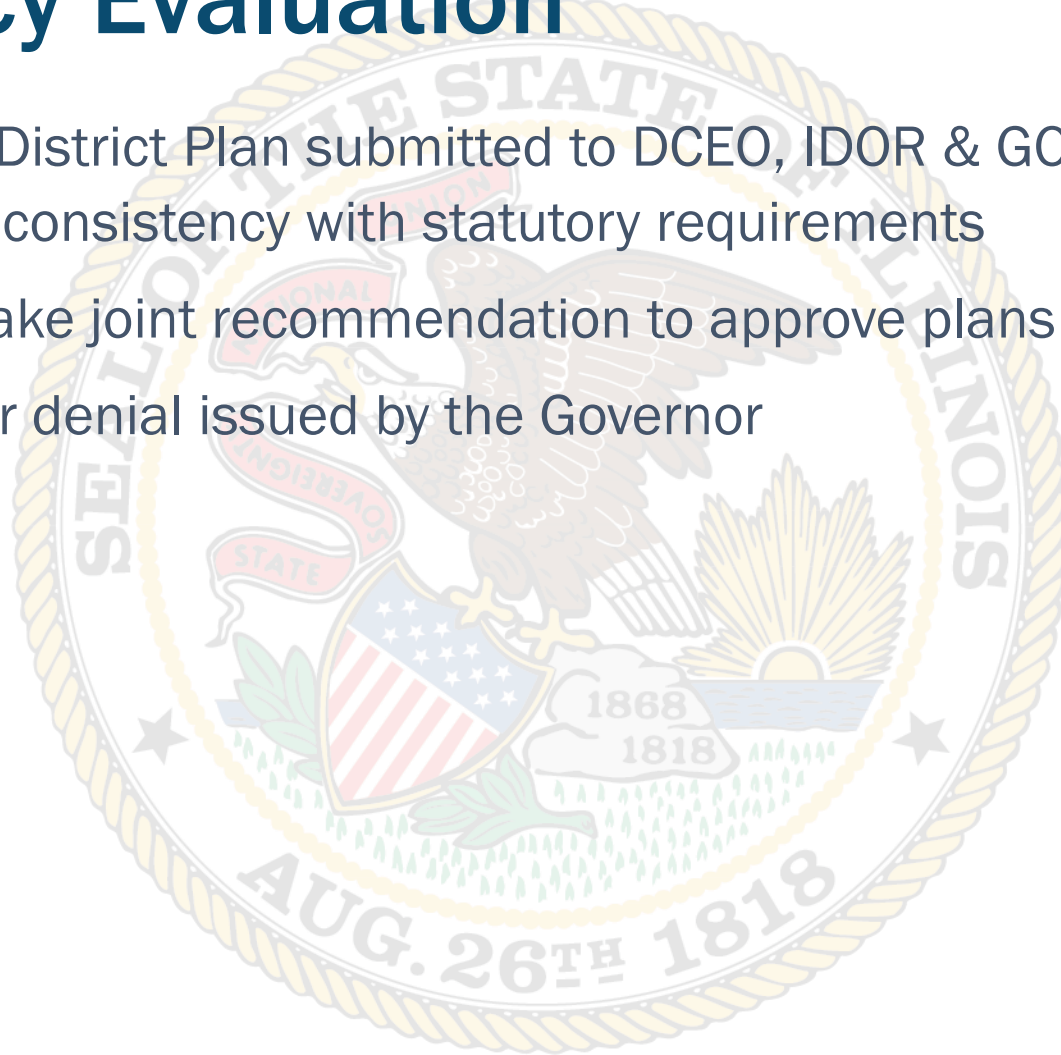 cy Evaluation
District Plan submitted to DCEO, IDOR & GO
consistency with statutory requirements
ake joint recommendation to approve plans
r denial issued by the Governor
SEAL OF THE STATE OF ILLINOIS
NATIONAL UNION
STATE SOVEREIGNTY
1868
1818
AUG. 26TH 1818